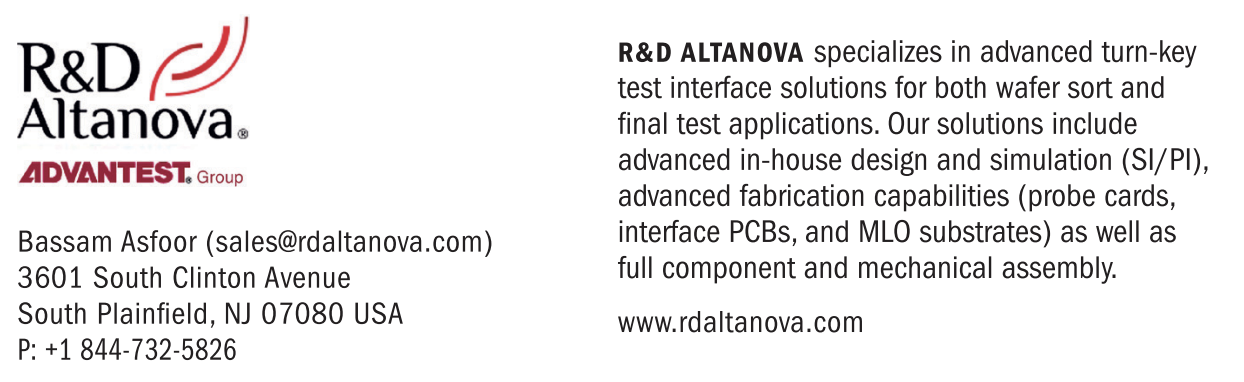 R&D
Altanova®
ADVANTEST® Group
Bassam Asfoor (sales@rdaltanova.com)
3601 South Clinton Avenue
South Plainfield, NJ 07080 USA
P: +1 844-732-5826
R&D ALTANOVA specializes in advanced turn-key
test interface solutions for both wafer sort and
final test applications. Our solutions include
advanced in-house design and simulation (SI/PI),
advanced fabrication capabilities (probe cards,
interface PCBs, and MLO substrates) as well as
full component and mechanical assembly.
www.rdaltanova.com